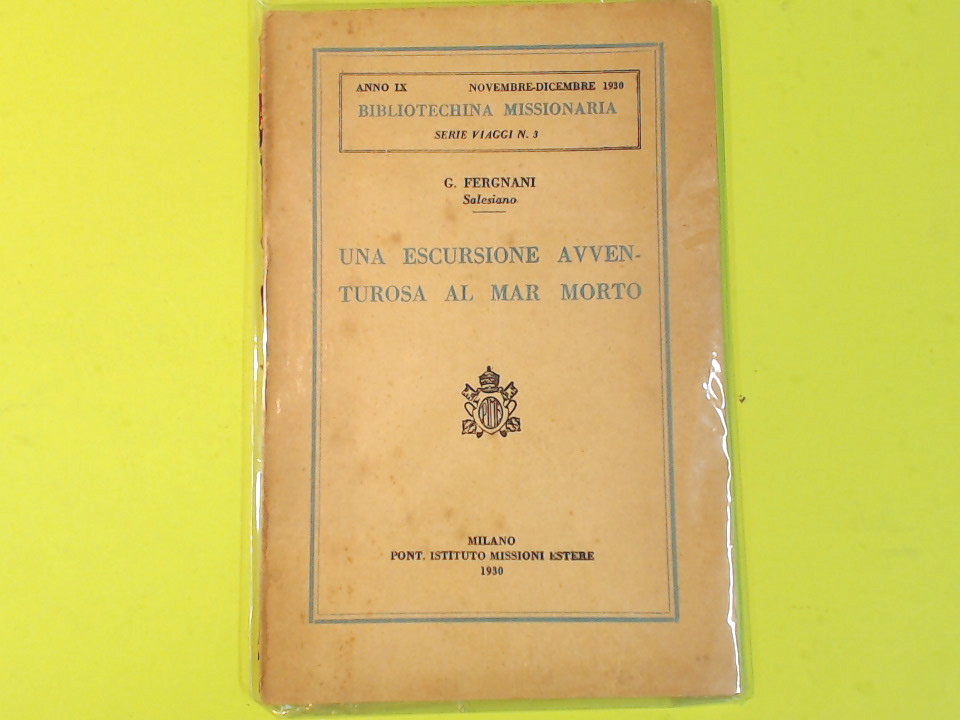 ANNO IX NOVEMBRE-DICEMBRE 1930
BIBLIOTECHINA MISSIONARIA
SERIE VIAGGI N. 3
G. FERGNANI
Salesiano
UNA ESCURSIONE AVVEN-
TUROSA AL MAR MORTO
PIME
MILANO
PONT. ISTITUTO MISSIONI ESTERE
1930